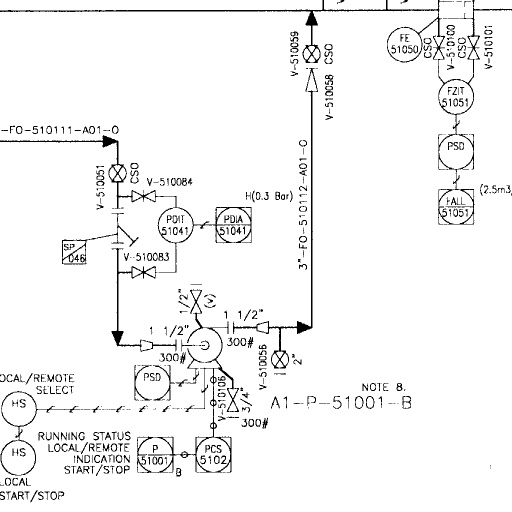 V-510059
CSO
V-510058
FE
51050
CSO
V-510100
CSO
V-510101
FZIT
51051
PSD
FALL
51051
(2.5m3
-FO-510111-A01-O
V-510051
CSO
V-510084
H(0.3 Bar)
PDIT
51041
PDIA
51041
SP
046
V-510083
3"-FO-510112-A01-O
1/2"
(v)
1 1/2"
300#
1 1/2"
300#
V-510056
2"
PSD
V-510106
3/4"
300#
NOTE 8.
A1-P-51001-B
OCAL/REMOTE
SELECT
HS
HS
LOCAL
START/STOP
RUNNING STATUS
LOCAL/REMOTE
INDICATION
START/STOP
P
51001
B
PCS
5102